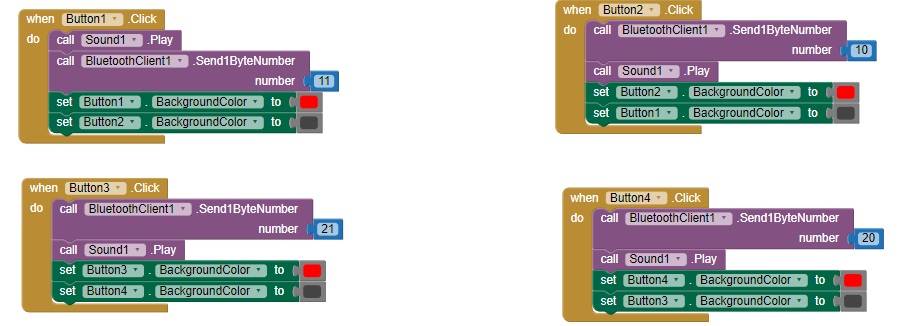 when Button1 .Click
do call Sound1 .Play
call BluetoothClient1 .Send1ByteNumber
number 11
set Button1 . BackgroundColor to
set Button2 . BackgroundColor to
when Button2 .Click
do call BluetoothClient1 .Send1ByteNumber
number 10
call Sound1 .Play
set Button2 . BackgroundColor to
set Button1 . BackgroundColor to
when Button3 .Click
do call BluetoothClient1 .Send1ByteNumber
number 21
call Sound1 .Play
set Button3 . BackgroundColor to
set Button4 . BackgroundColor to
when Button4 .Click
do call BluetoothClient1 .Send1ByteNumber
number 20
call Sound1 .Play
set Button4 . BackgroundColor to
set Button3 . BackgroundColor to